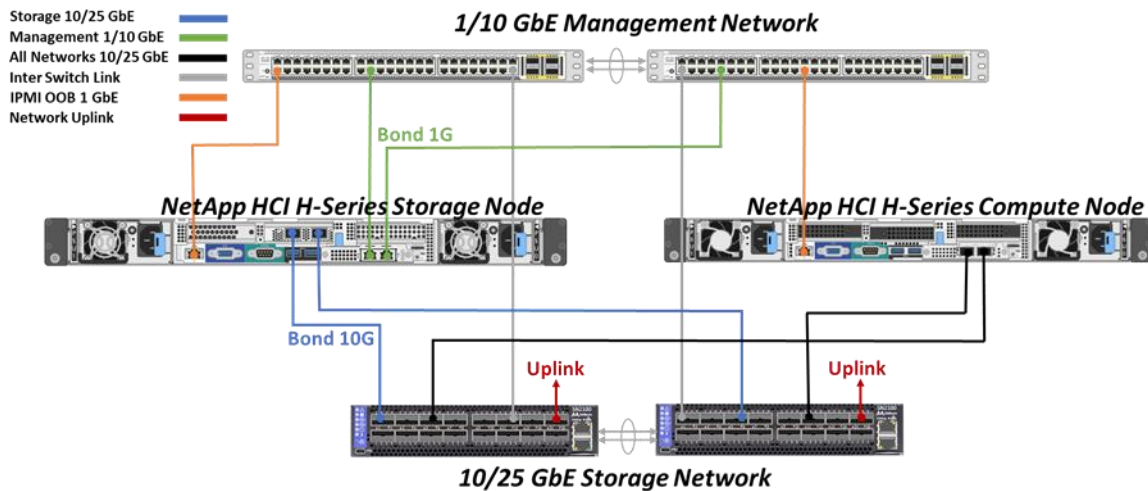 Storage 10/25 GbE
Management 1/10 GbE
All Networks 10/25 GbE
Inter Switch Link
IPMI OOB 1 GbE
Network Uplink
1/10 GbE Management Network
Bond 1G
NetApp HCI H-Series Storage Node
NetApp HCI H-Series Compute Node
Bond 10G
Uplink
Uplink
SN2100
SN2100
10/25 GbE Storage Network